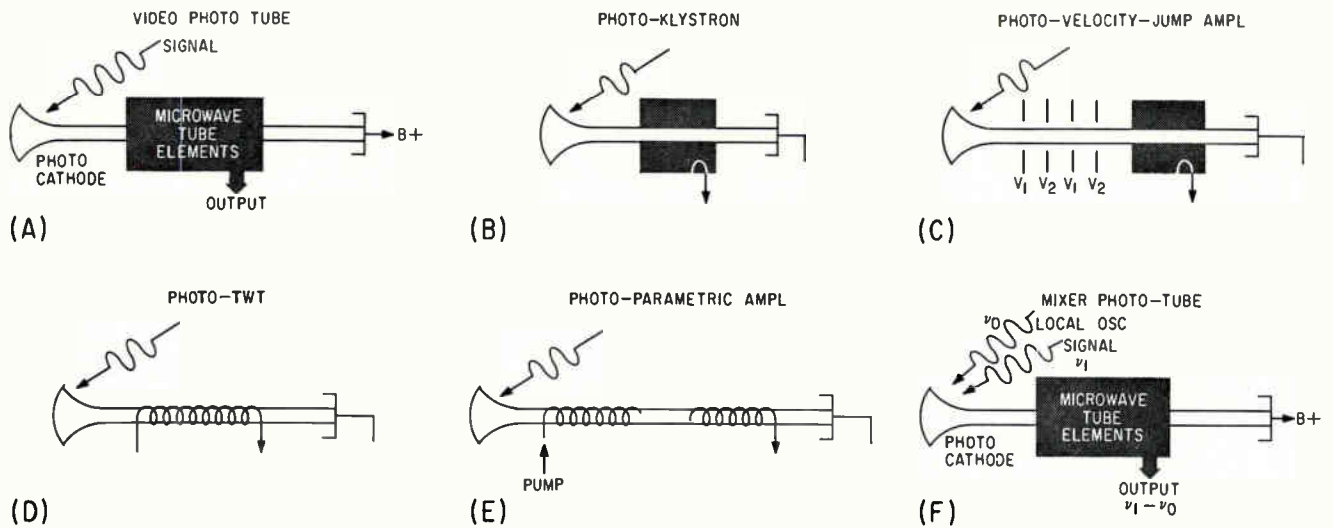 VIDEO PHOTO TUBE
SIGNAL
MICROWAVE
TUBE
ELEMENTS
B+
PHOTO
CATHODE
OUTPUT
(A)
PHOTO-KLYSTRON
(B)
PHOTO-VELOCITY-JUMP AMPL
V1 V2 V1 V2
(C)
PHOTO-TWT
(D)
PHOTO-PARAMETRIC AMPL
PUMP
(E)
MIXER PHOTO-TUBE
ν0 LOCAL OSC
SIGNAL
ν1
MICROWAVE
TUBE
ELEMENTS
B+
PHOTO
CATHODE
OUTPUT
ν1-ν0
(F)